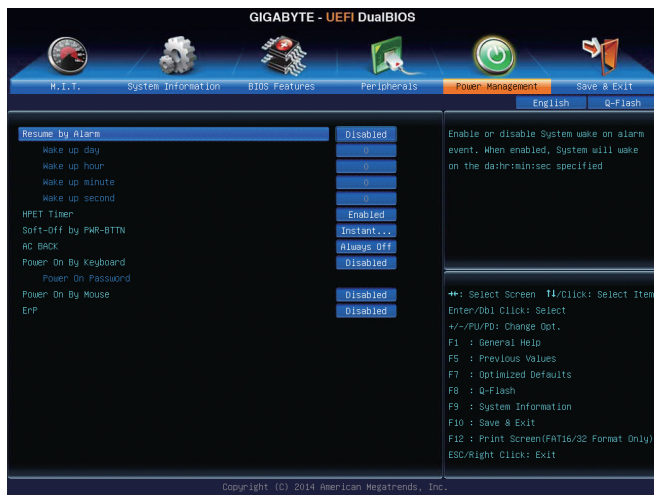 GIGABYTE - UEFI DualBIOS
M.I.T. System Information BIOS Features Peripherals Power Management Save & Exit
English Q-Flash
Resume by Alarm Disabled
Wake up day 0
Wake up hour 0
Wake up minute 0
Wake up second 0
HPET Timer Enabled
Soft-Off by PWR-BTTN Instant...
AC BACK Always Off
Power On By Keyboard Disabled
Power On Password
Power On By Mouse Disabled
ErP Disabled
Enable or disable System wake on alarm
event. When enabled, System will wake
on the da:hr:min:sec specified
→←: Select Screen ↑↓/Click: Select Item
Enter/Dbl Click: Select
+/-/PU/PD: Change Opt.
F1 : General Help
F5 : Previous Values
F7 : Optimized Defaults
F8 : Q-Flash
F9 : System Information
F10 : Save & Exit
F12 : Print Screen(FAT16/32 Format Only)
ESC/Right Click: Exit
Copyright (C) 2014 American Megatrends, Inc.